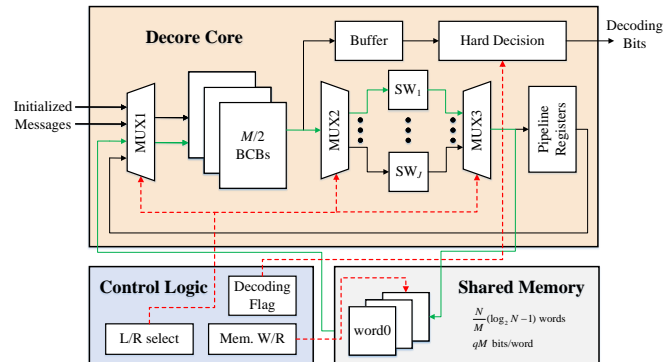 Decore Core
Buffer
Hard Decision
Decoding
Bits
Initialized
Messages
MUX1
M/2
BCBs
MUX2
SW₁
SW_J
MUX3
Pipeline
Registers
Control Logic
Decoding
Flag
L/R select
Mem. W/R
Shared Memory
word0
N/M (log₂ N − 1) words
qM bits/word